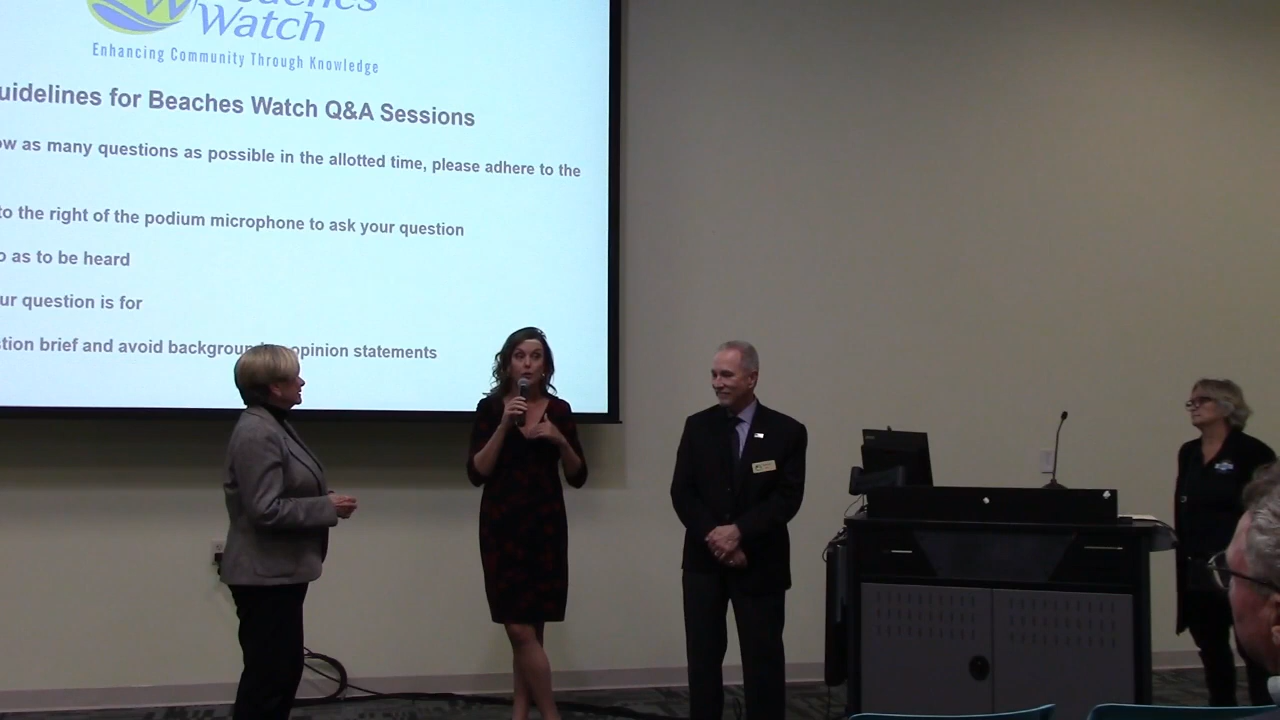 Watch
Enhancing Community Through Knowledge
uidelines for Beaches Watch Q&A Sessions
ow as many questions as possible in the allotted time, please adhere to the
to the right of the podium microphone to ask your question
o as to be heard
ur question is for
stion brief and avoid background opinion statements